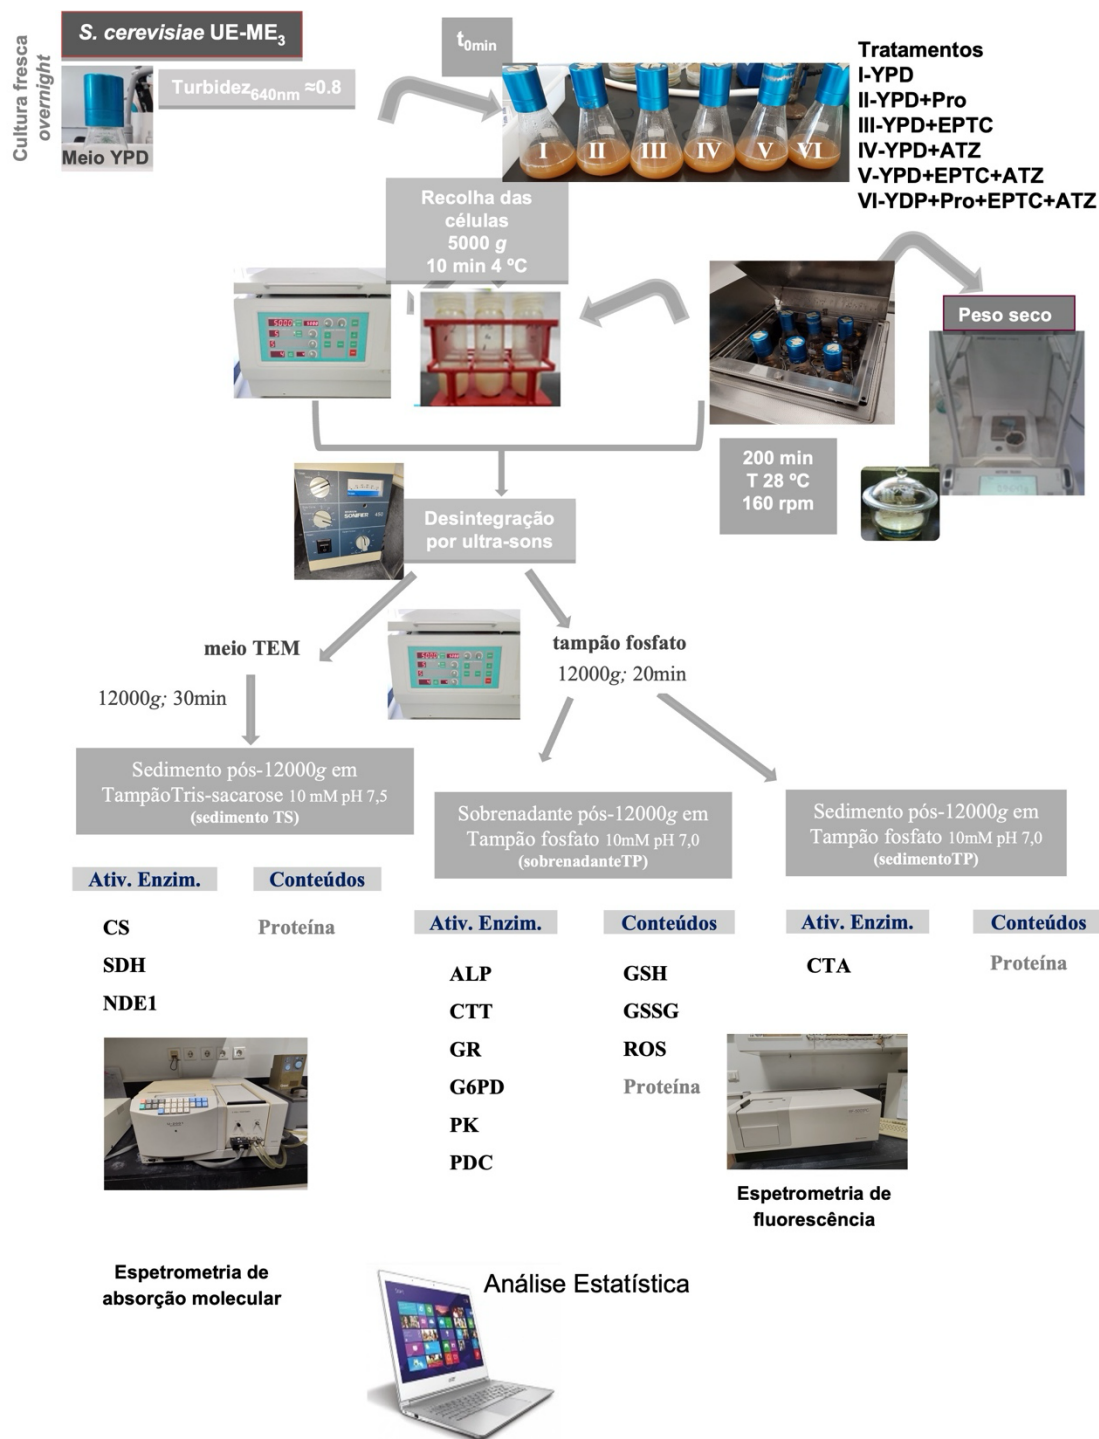 Cultura fresca
overnight
S. cerevisiae UE-ME3
Turbidez640nm ≈0.8
Meio YPD
t0min
I II III IV V VI
Tratamentos
I-YPD
II-YPD+Pro
III-YPD+EPTC
IV-YPD+ATZ
V-YPD+EPTC+ATZ
VI-YDP+Pro+EPTC+ATZ
Recolha das
células
5000 g
10 min 4 ºC
Peso seco
200 min
T 28 ºC
160 rpm
SONIFIER 450
Desintegração
por ultra-sons
meio TEM
12000g; 30min
tampão fosfato
12000g; 20min
Sedimento pós-12000g em
TampãoTris-sacarose 10 mM pH 7,5
(sedimento TS)
Ativ. Enzim. Conteúdos
CS Proteína
SDH
NDE1
Sobrenadante pós-12000g em
Tampão fosfato 10mM pH 7,0
(sobrenadanteTP)
Ativ. Enzim. Conteúdos
ALP GSH
CTT GSSG
GR ROS
G6PD Proteína
PK
PDC
Sedimento pós-12000g em
Tampão fosfato 10mM pH 7,0
(sedimentoTP)
Ativ. Enzim. Conteúdos
CTA Proteína
Espetrometria de
fluorescência
Espetrometria de
absorção molecular
Análise Estatística